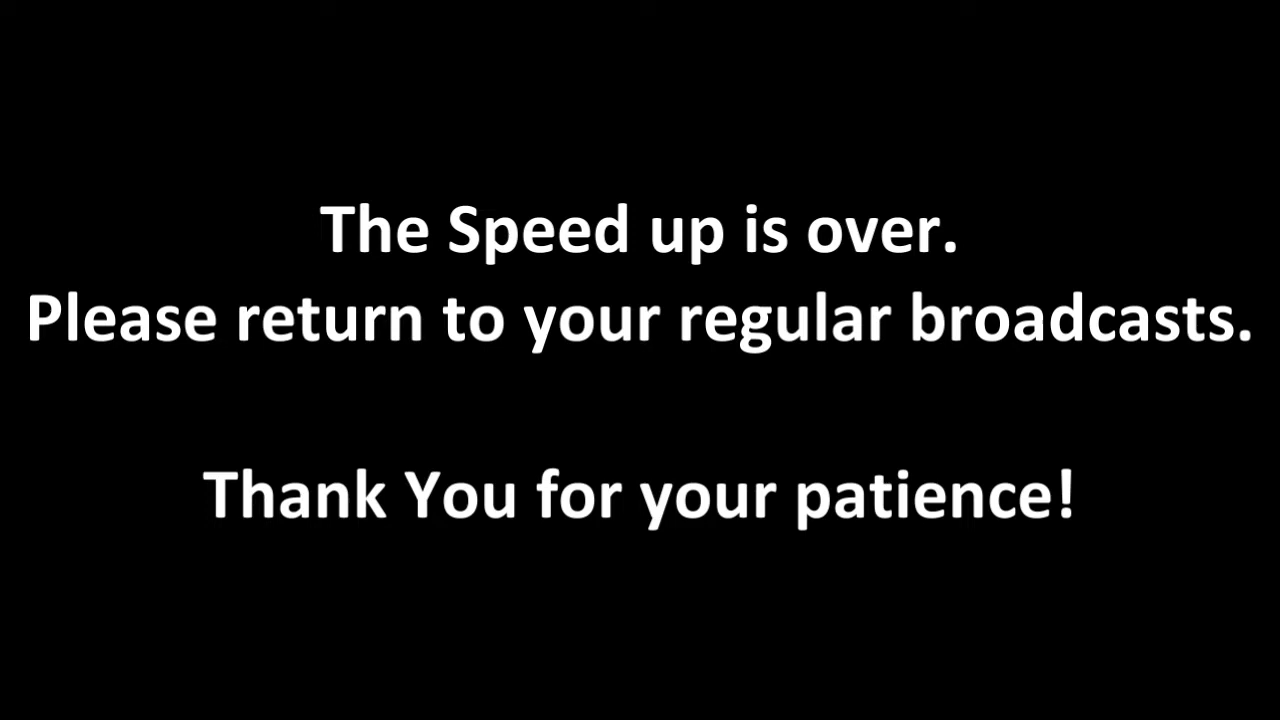 The Speed up is over.
Please return to your regular broadcasts.
Thank You for your patience!